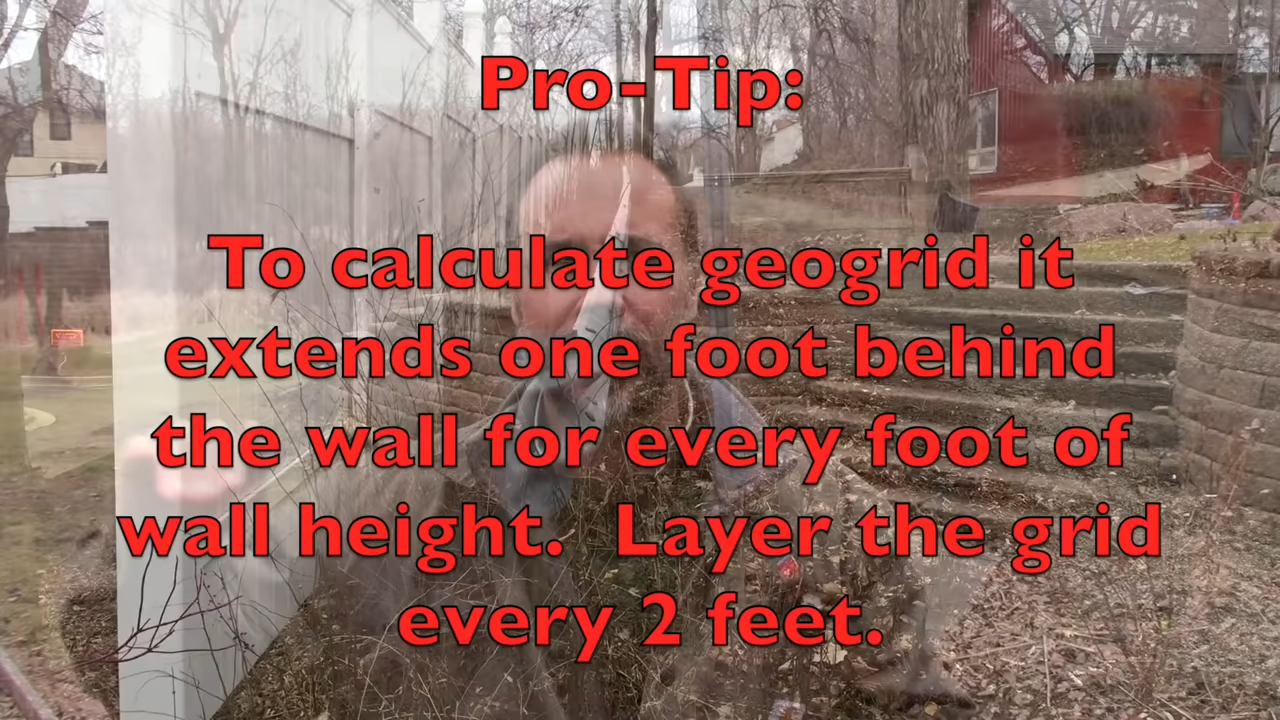 Pro-Tip:
To calculate geogrid it
extends one foot behind
the wall for every foot of
wall height. Layer the grid
every 2 feet.